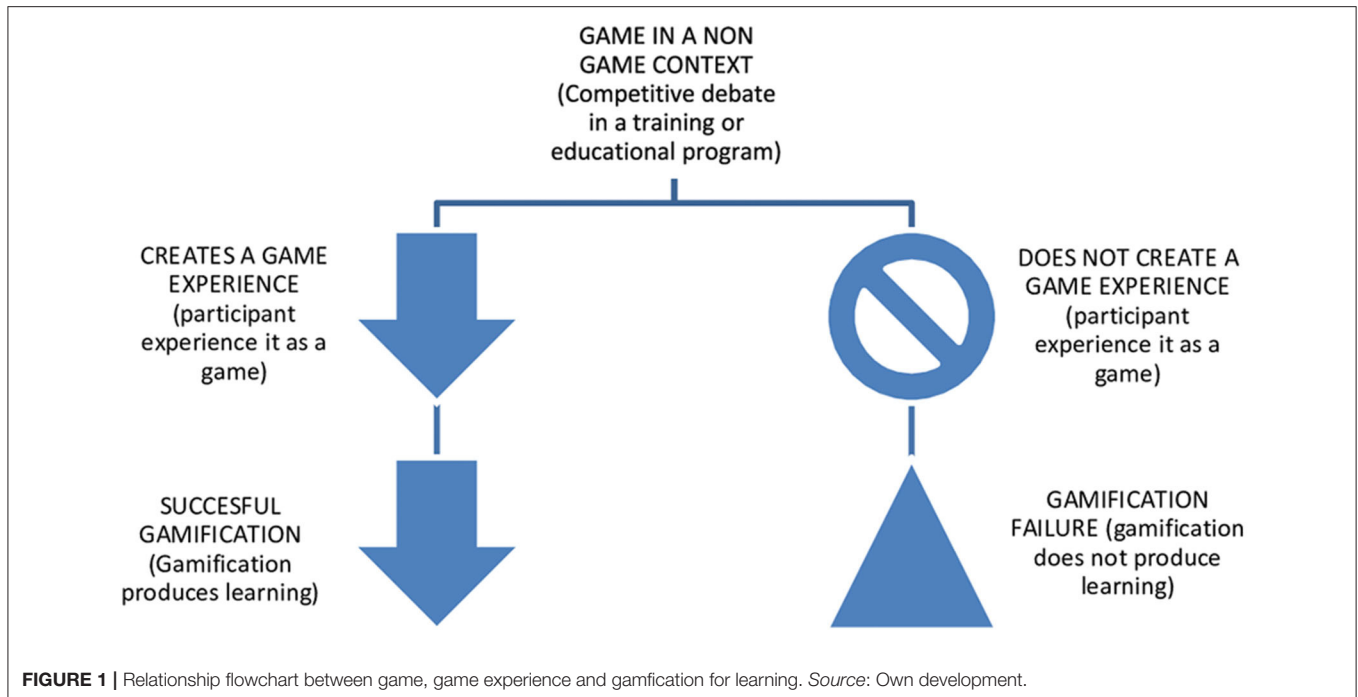 GAME IN A NON
GAME CONTEXT
(Competitive debate
in a training or
educational program)
CREATES A GAME
EXPERIENCE
(participant
experience it as a
game)
DOES NOT CREATE A
GAME EXPERIENCE
(participant
experience it as a
game)
SUCCESFUL
GAMIFICATION
(Gamification
produces learning)
GAMIFICATION
FAILURE (gamification
does not produce
learning)
FIGURE 1 | Relationship flowchart between game, game experience and gamfication for learning. Source: Own development.